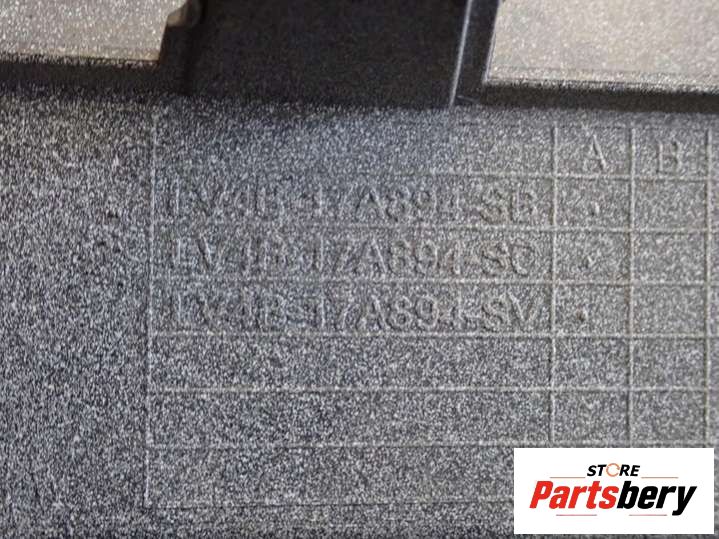 A B
LV4B-17A894-SB
LV4B-17A894-SC
LV4B-17A894-SV
STORE
Partsbery